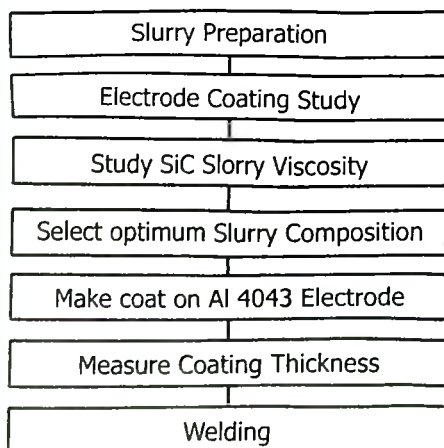 Slurry Preparation
Electrode Coating Study
Study SiC Slorry Viscosity
Select optimum Slurry Composition
Make coat on Al 4043 Electrode
Measure Coating Thickness
Welding